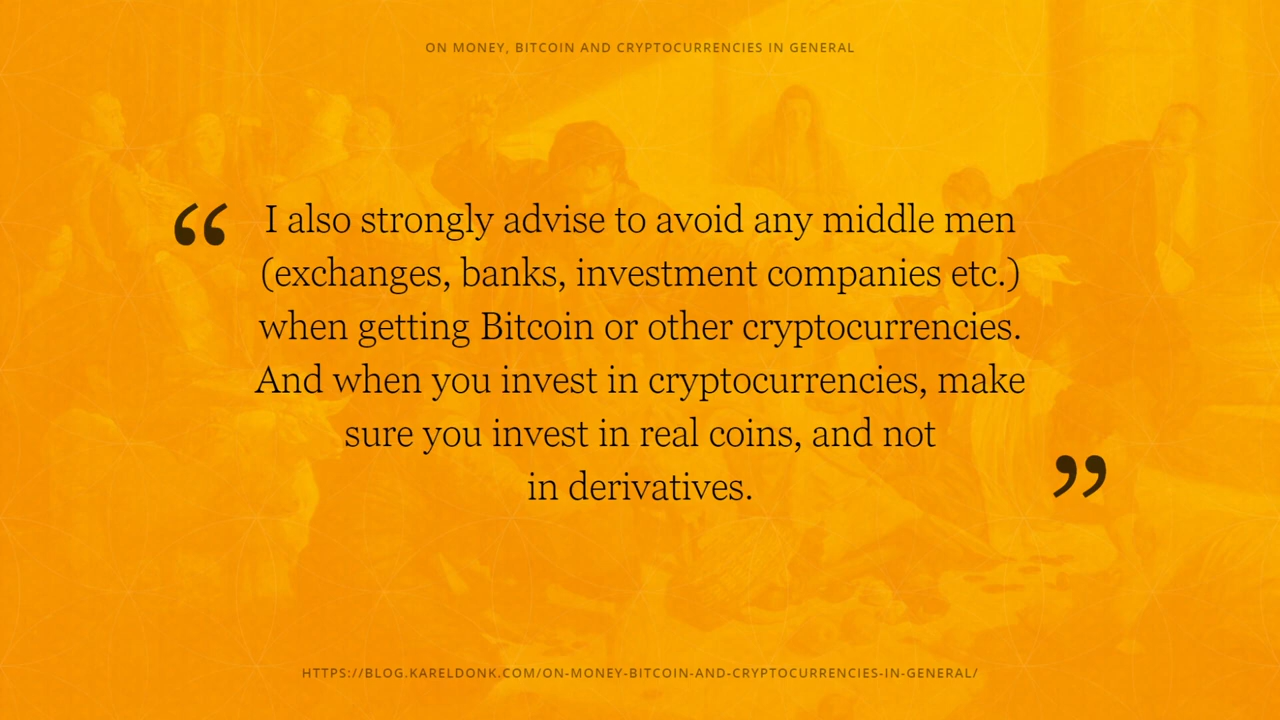 ON MONEY, BITCOIN AND CRYPTOCURRENCIES IN GENERAL
“ I also strongly advise to avoid any middle men
(exchanges, banks, investment companies etc.)
when getting Bitcoin or other cryptocurrencies.
And when you invest in cryptocurrencies, make
sure you invest in real coins, and not
in derivatives. ”
HTTPS://BLOG.KARELDONK.COM/ON-MONEY-BITCOIN-AND-CRYPTOCURRENCIES-IN-GENERAL/